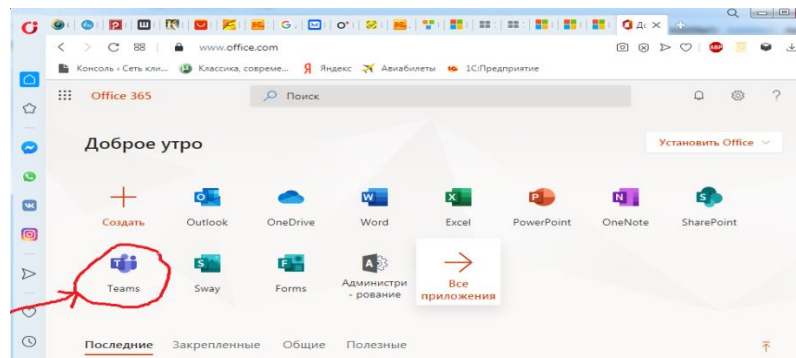 G.
Дс
www.office.com
ABP
Консоль ‹ Сеть кли...
Классика, совреме...
Я
Яндекс
Авиабилеты
1С:Предприятие
Office 365
Поиск
Доброе утро
Установить Office
Создать
Outlook
OneDrive
Word
Excel
PowerPoint
OneNote
SharePoint
Teams
Sway
Forms
Администри
- рование
Все
приложения
Последние
Закрепленные
Общие
Полезные